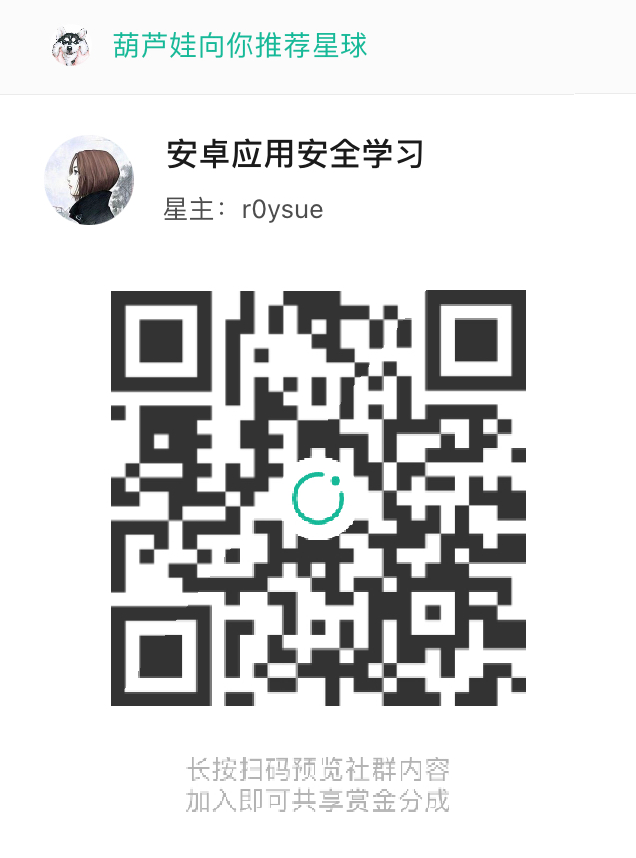 葫芦娃向你推荐星球
安卓应用安全学习
星主：r0ysue
长按扫码预览社群内容
加入即可共享赏金分成